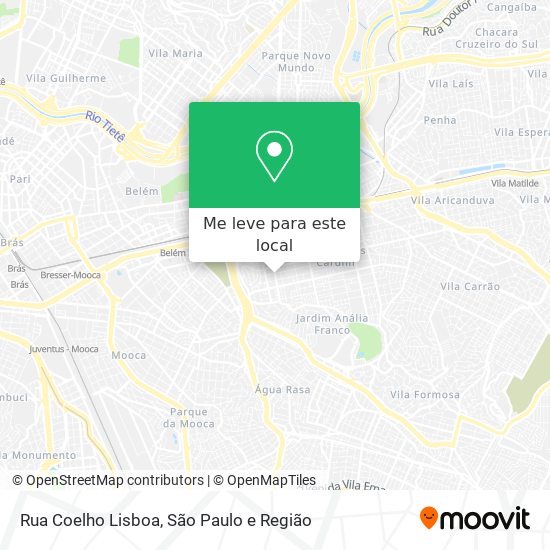 Cangaíba
Rua Doutor
Chacara
Cruzeiro do Sul
Vila Maria
Parque Novo
Mundo
Vila Guilherme
Vila Laís
Rio Tietê
Penha
Vila Espera
Pari
Belém
Vila Matilde
Vila Aricanduva
Me leve para este
local
Brás
Belém
Brás
Brás
Bresser-Mooca
Vila Carrão
Jardim Anália
Franco
Juventus - Mooca
Mooca
Água Rasa
Vila Formosa
Parque
da Mooca
Monumento
© OpenStreetMap contributors | © OpenMapTiles
Vila Ema
Rua Coelho Lisboa, São Paulo e Região
moovit